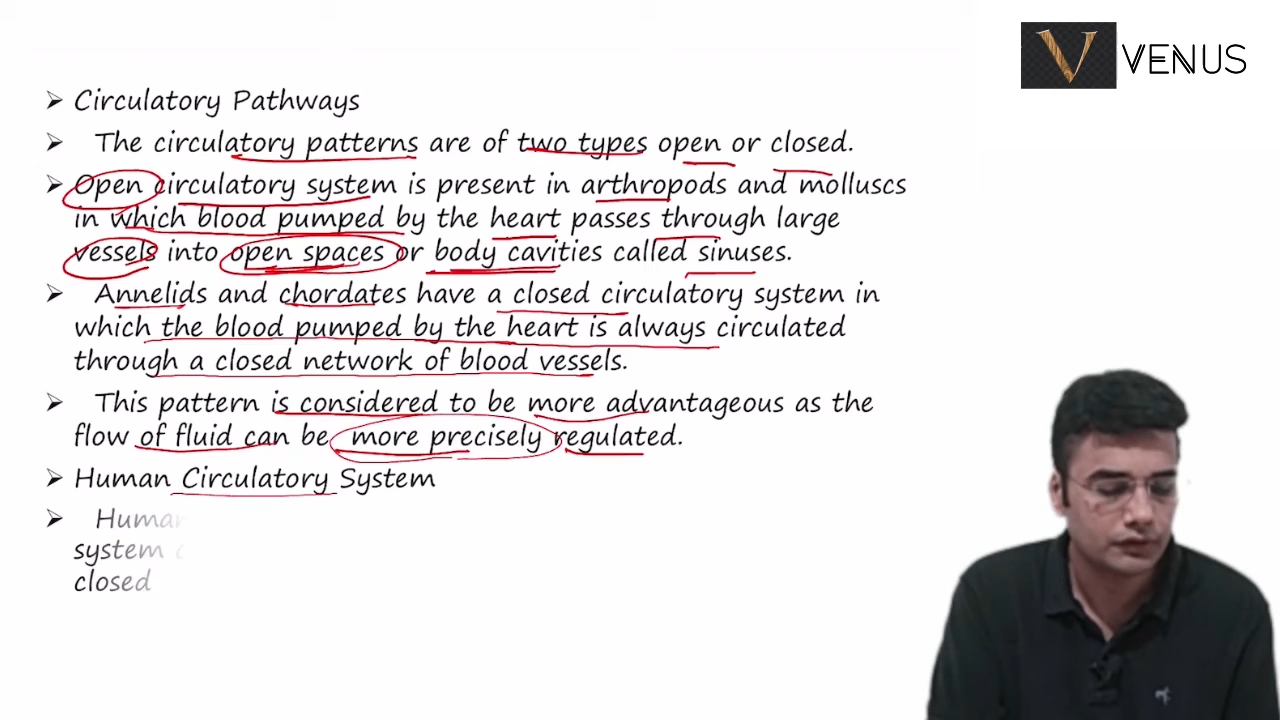 VENUS
Circulatory Pathways
The circulatory patterns are of two types open or closed.
Open circulatory system is present in arthropods and molluscs
in which blood pumped by the heart passes through large
vessels into open spaces or body cavities called sinuses.
Annelids and chordates have a closed circulatory system in
which the blood pumped by the heart is always circulated
through a closed network of blood vessels.
This pattern is considered to be more advantageous as the
flow of fluid can be more precisely regulated.
Human Circulatory System
Human
system
closed